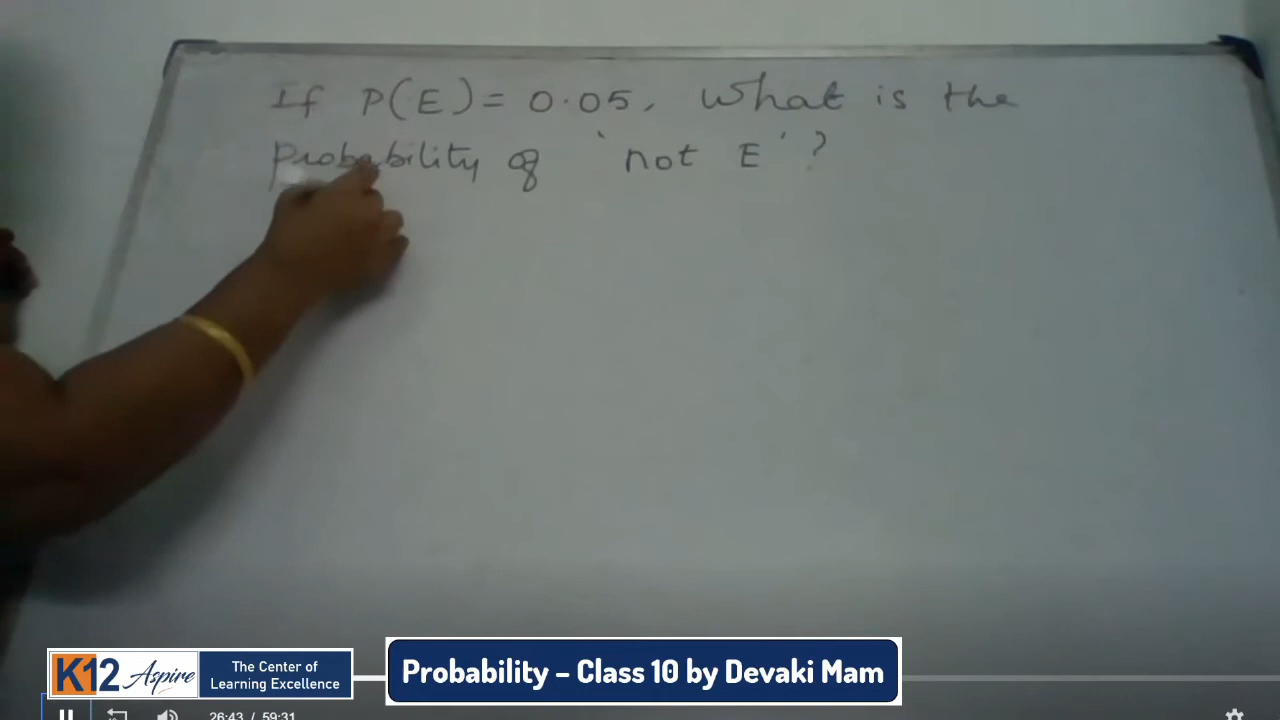 If P(E) = 0.05, What is the
Probability of 'not E' ?
K12 Aspire
The Center of
Learning Excellence
Probability – Class 10 by Devaki Mam
26:43 / 59:31